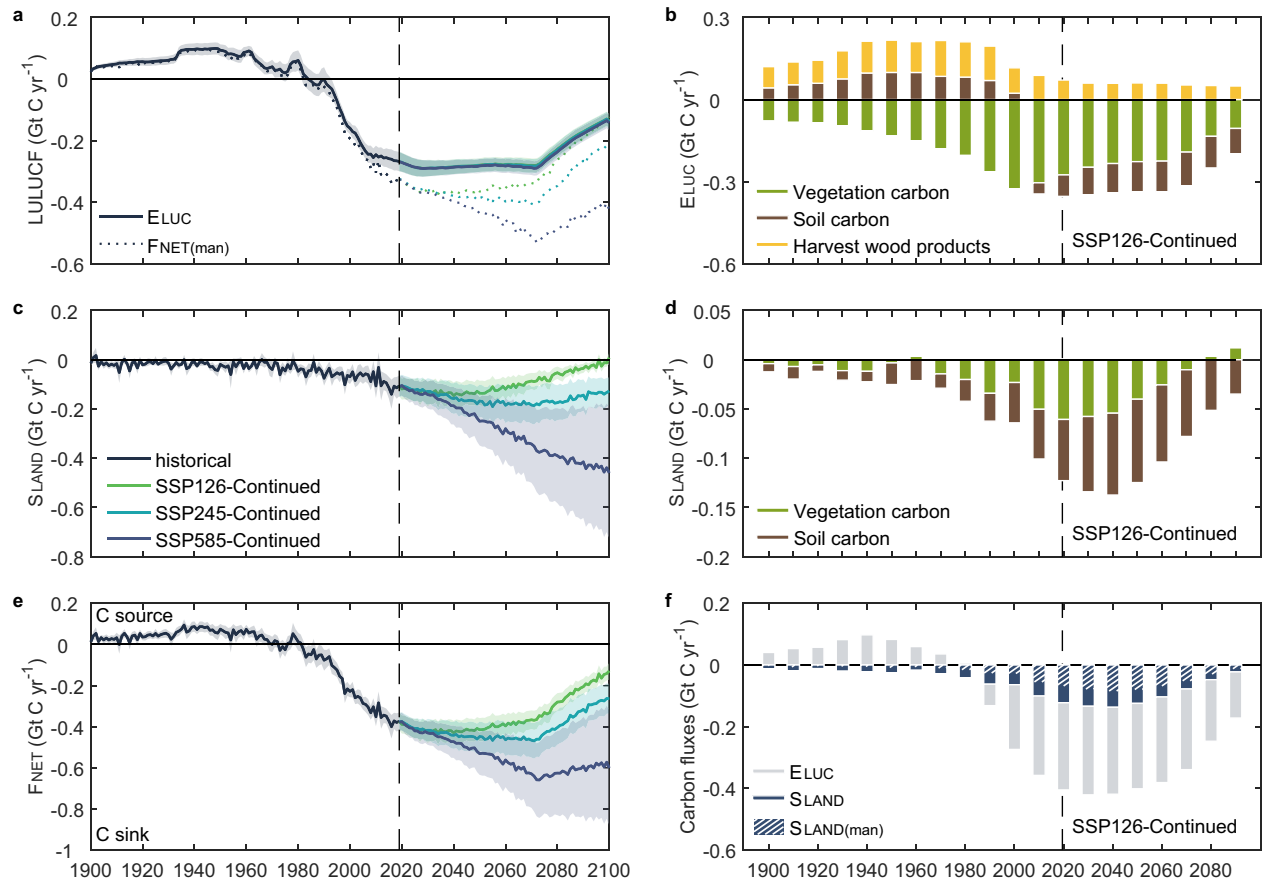 a
0.2
0
-0.2
-0.4
-0.6
LULUCF (Gt C yr-1)
ELUC
FNET(man)
b
0.3
0
-0.3
-0.6
ELUC (Gt C yr-1)
Vegetation carbon
Soil carbon
Harvest wood products
SSP126-Continued
c
0.2
0
-0.2
-0.4
-0.6
-0.8
SLAND (Gt C yr-1)
historical
SSP126-Continued
SSP245-Continued
SSP585-Continued
d
0.05
0
-0.05
-0.1
-0.15
-0.2
SLAND (Gt C yr-1)
Vegetation carbon
Soil carbon
SSP126-Continued
e
0.2
0
-0.2
-0.4
-0.6
-0.8
-1
FNET (Gt C yr-1)
C source
C sink
1900 1920 1940 1960 1980 2000 2020 2040 2060 2080 2100
f
0.2
0
-0.2
-0.4
-0.6
Carbon fluxes (Gt C yr-1)
ELUC
SLAND
SLAND(man)
SSP126-Continued
1900 1920 1940 1960 1980 2000 2020 2040 2060 2080